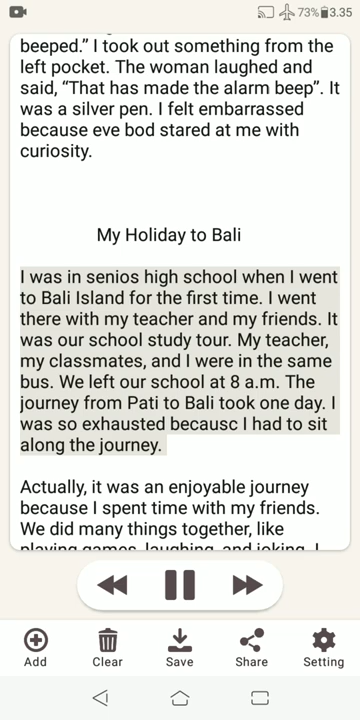 73% 3.35
beeped.” I took out something from the
left pocket. The woman laughed and
said, “That has made the alarm beep”. It
was a silver pen. I felt embarrassed
because eve bod stared at me with
curiosity.
My Holiday to Bali
I was in senios high school when I went
to Bali Island for the first time. I went
there with my teacher and my friends. It
was our school study tour. My teacher,
my classmates, and I were in the same
bus. We left our school at 8 a.m. The
journey from Pati to Bali took one day. I
was so exhausted becausc I had to sit
along the journey.
Actually, it was an enjoyable journey
because I spent time with my friends.
We did many things together, like
playing games, laughing, and joking. I
Add Clear Save Share Setting